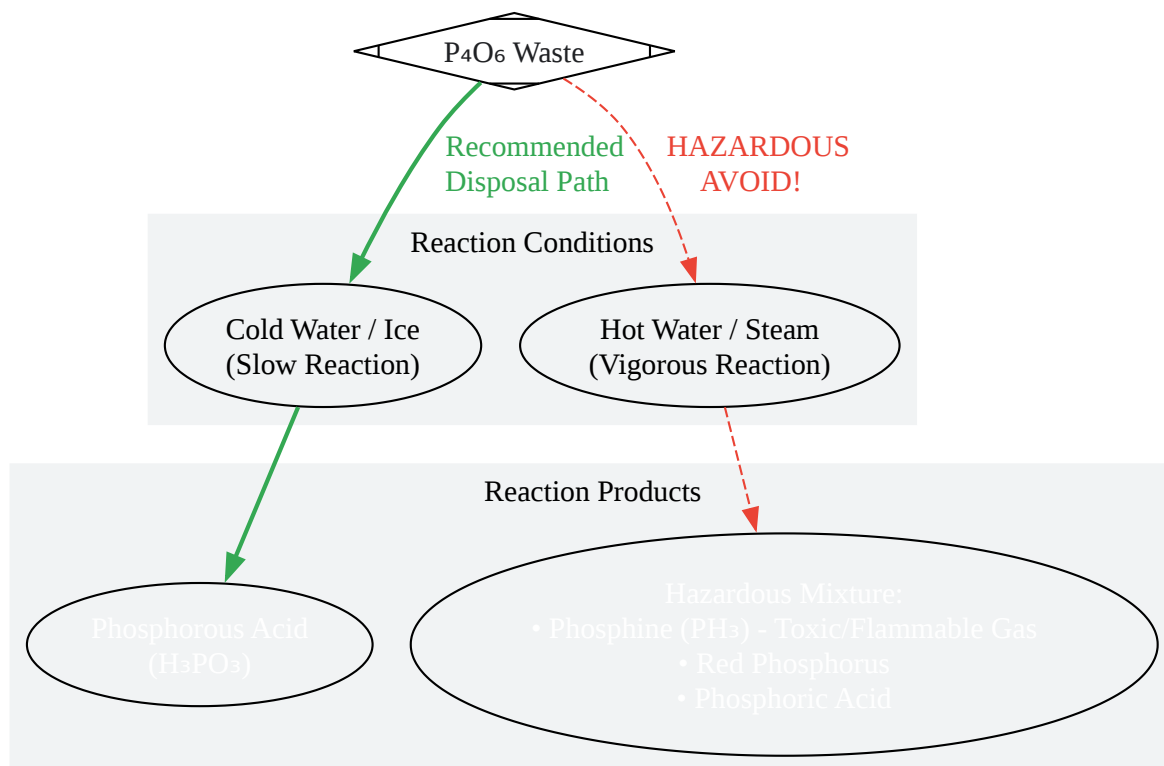 P₄O₆ Waste
Recommended
Disposal Path
HAZARDOUS
AVOID!
Reaction Conditions
Cold Water / Ice
(Slow Reaction)
Hot Water / Steam
(Vigorous Reaction)
Reaction Products
Phosphorous Acid
(H₃PO₃)
Hazardous Mixture:
• Phosphine (PH₃) - Toxic/Flammable Gas
• Red Phosphorus
• Phosphoric Acid